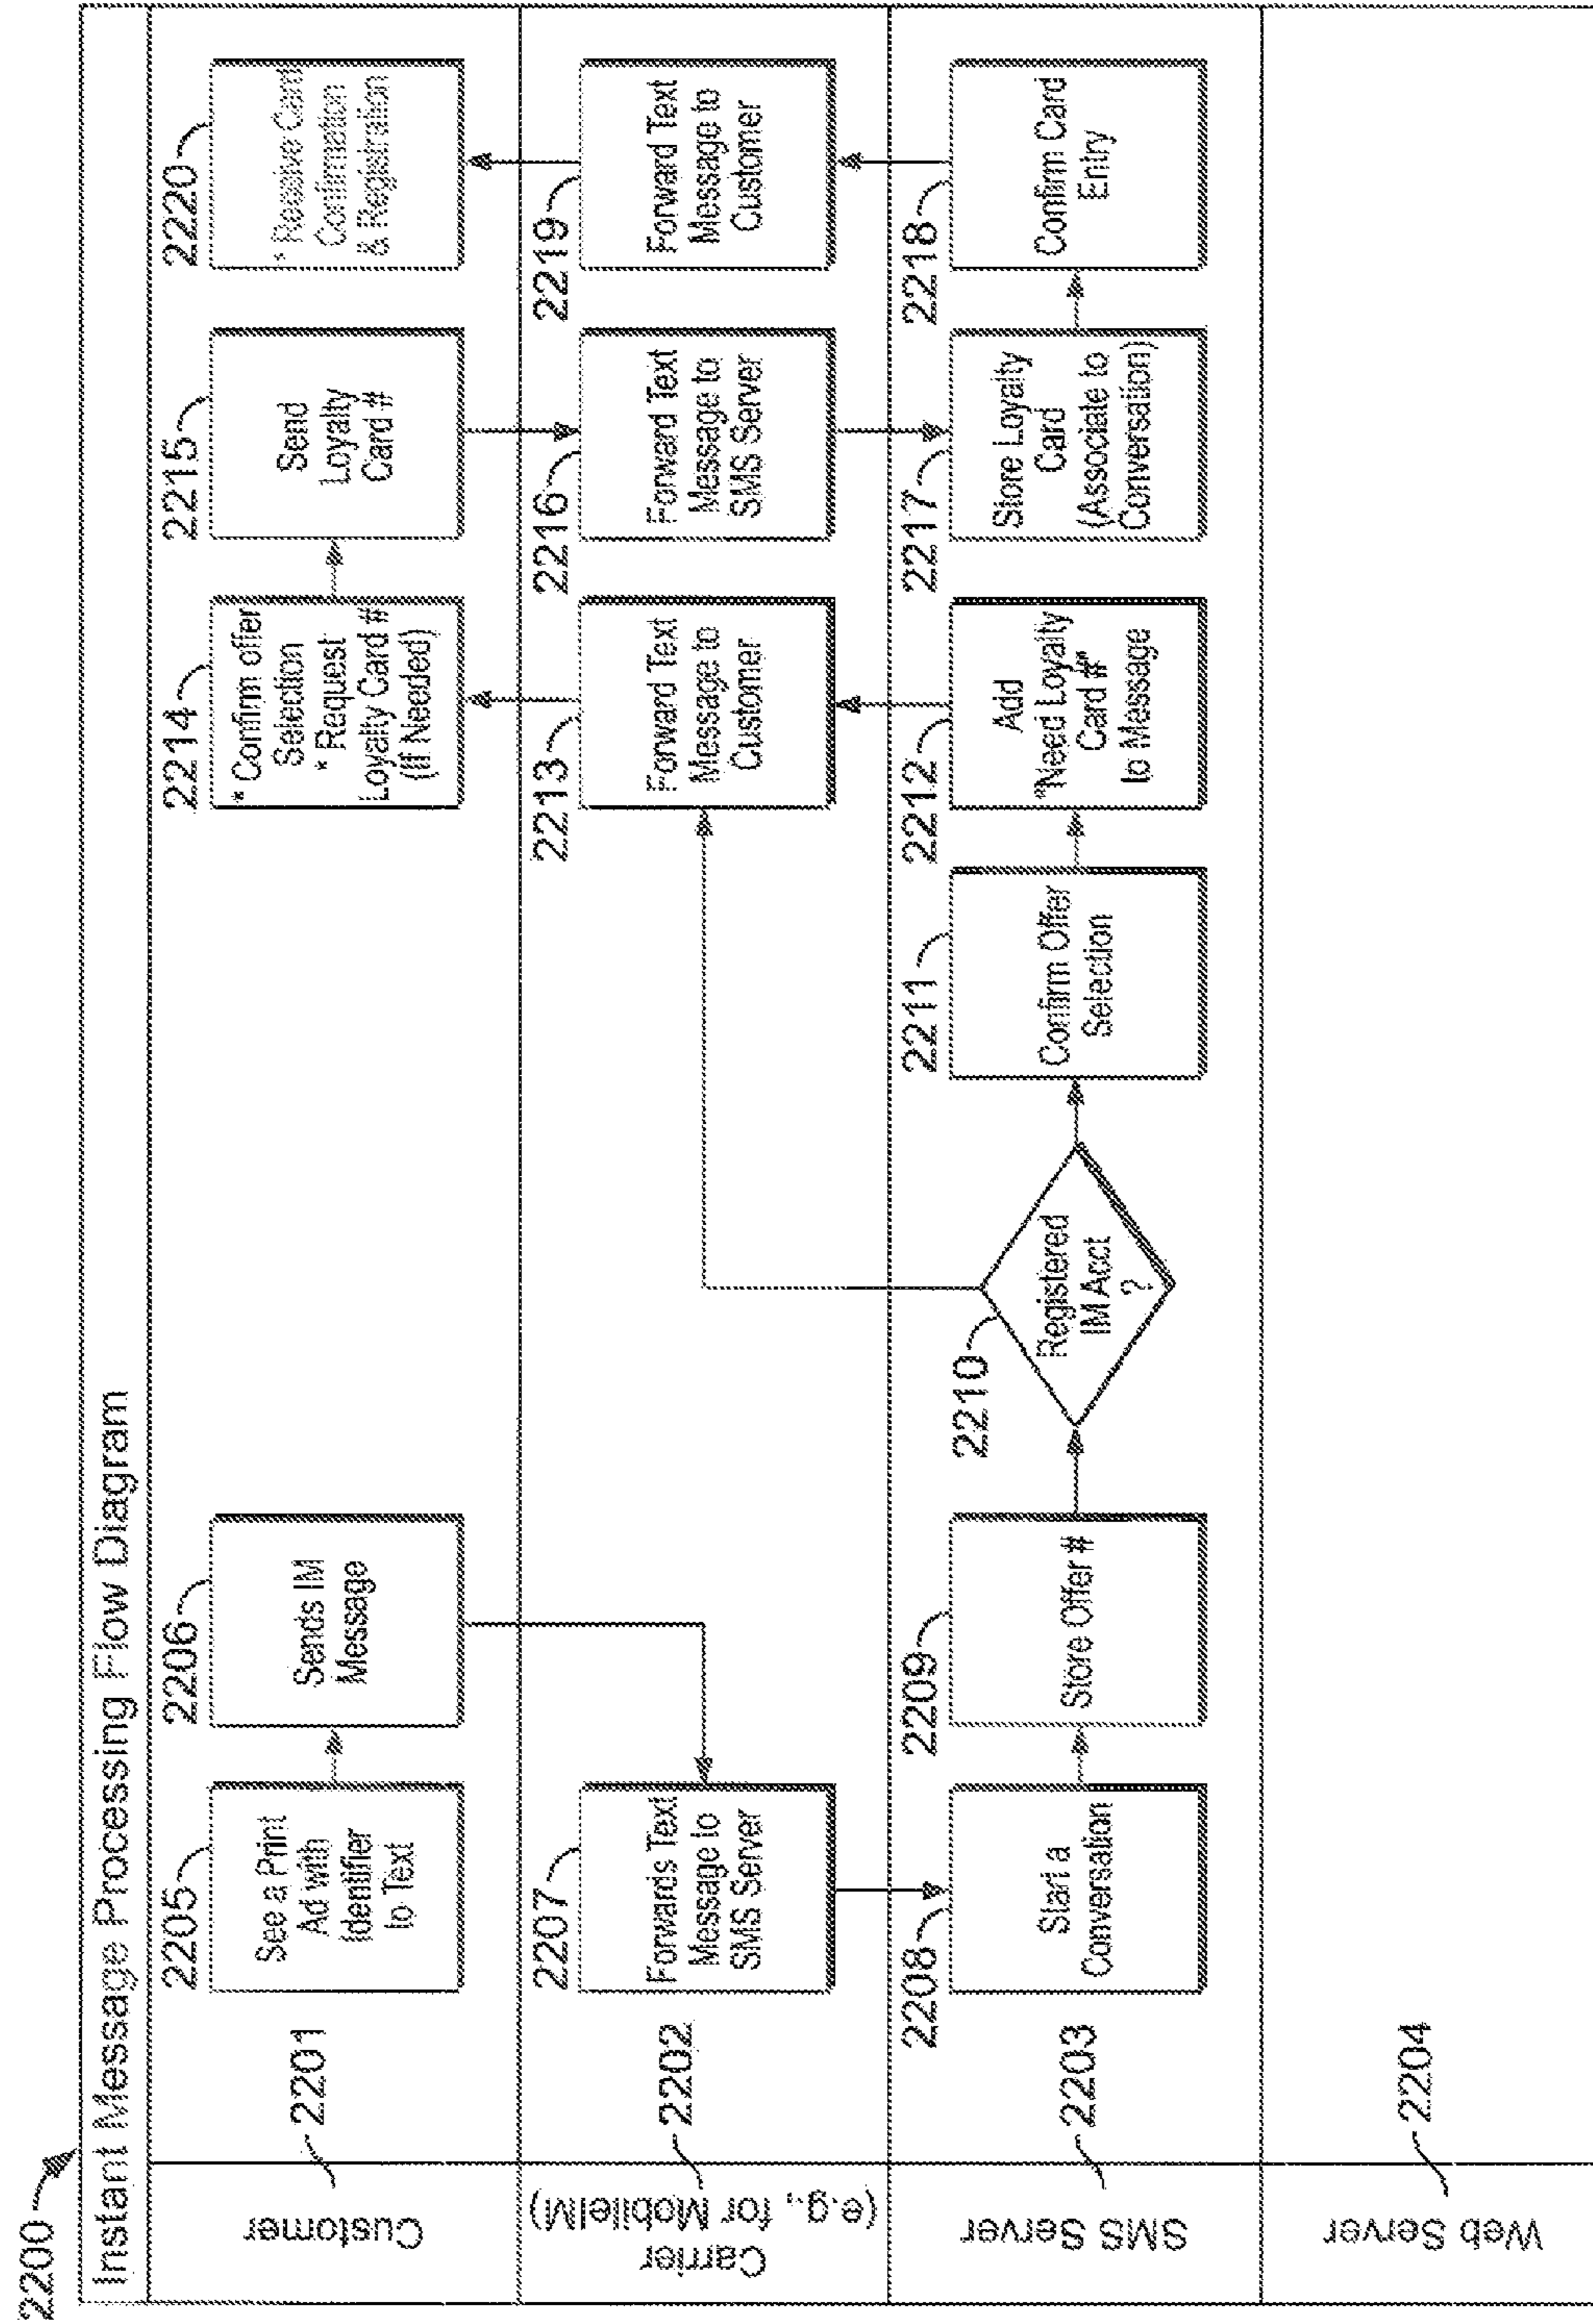 2200
Instant Message Processing Flow Diagram
Customer
2201
2205
See a Print
Ad with
Identifier
to Text
2206
Sends IM
Message
2214
* Confirm offer
Selection
* Request
Loyalty Card #
(If Needed)
2215
Send
Loyalty
Card #
2220
* Receive Card
Confirmation
& Registration
Carrier
(e.g., for MobileIM)
2202
2207
Forwards Text
Message to
SMS Server
2213
Forward Text
Message to
Customer
2216
Forward Text
Message to
SMS Server
2219
Forward Text
Message to
Customer
SMS Server
2203
2208
Start a
Conversation
2209
Store Offer #
2210
Registered
IM Acct
?
2211
Confirm Offer
Selection
2212
Add
"Need Loyalty
Card #"
to Message
2217
Store Loyalty
Card
(Associate to
Conversation)
2218
Confirm Card
Entry
Web Server
2204